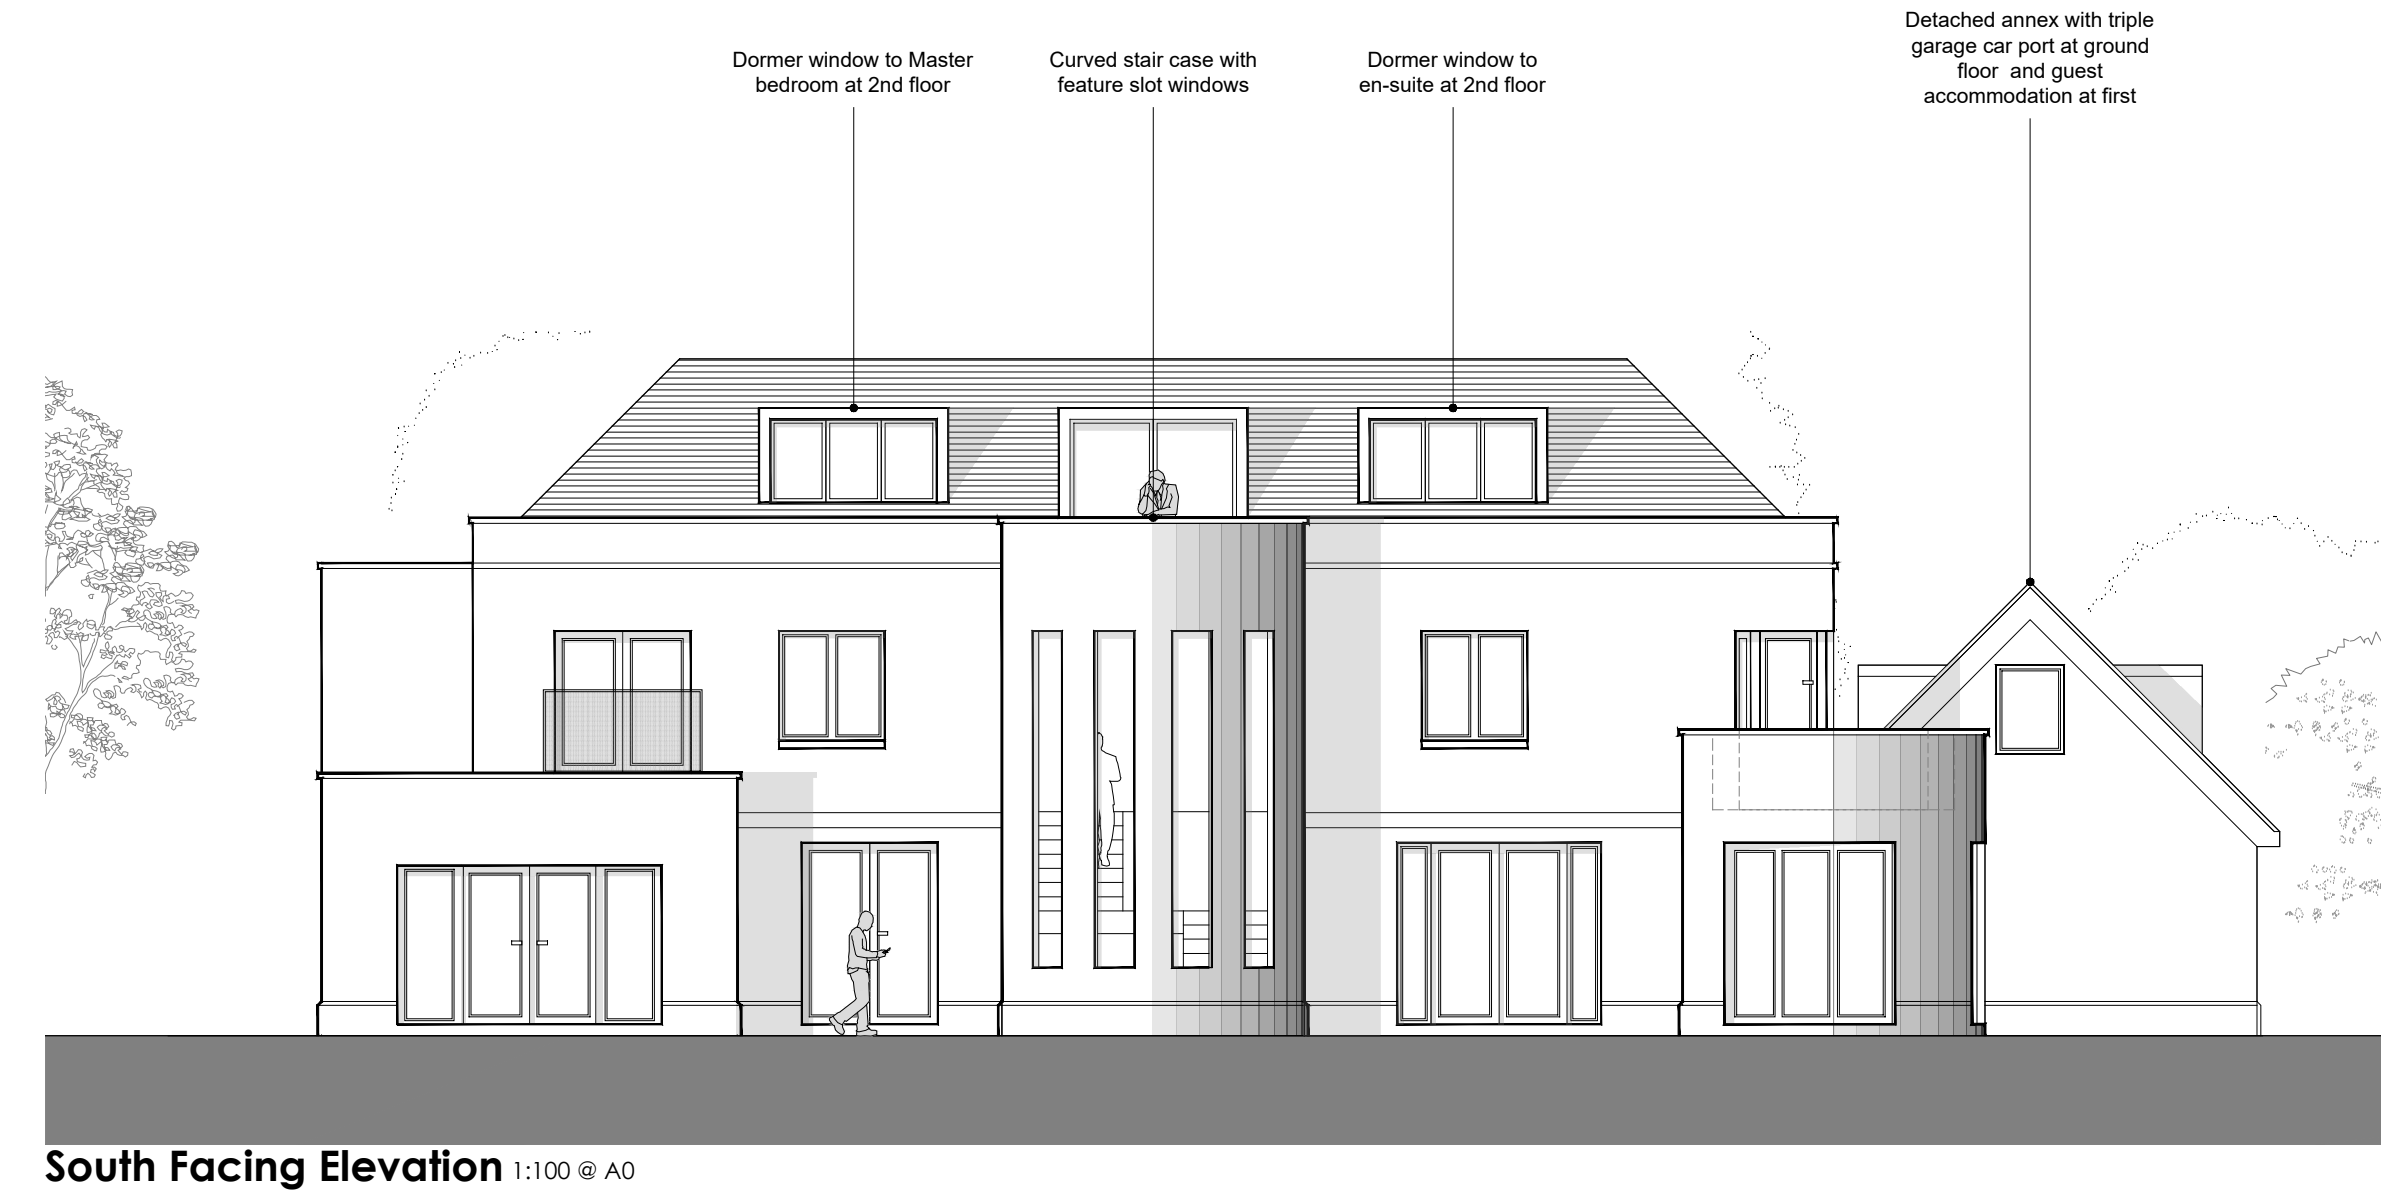 Dormer window to Master
bedroom at 2nd floor
Curved stair case with
feature slot windows
Dormer window to
en-suite at 2nd floor
Detached annex with triple
garage car port at ground
floor  and guest
accommodation at first
South Facing Elevation 1:100 @ A0